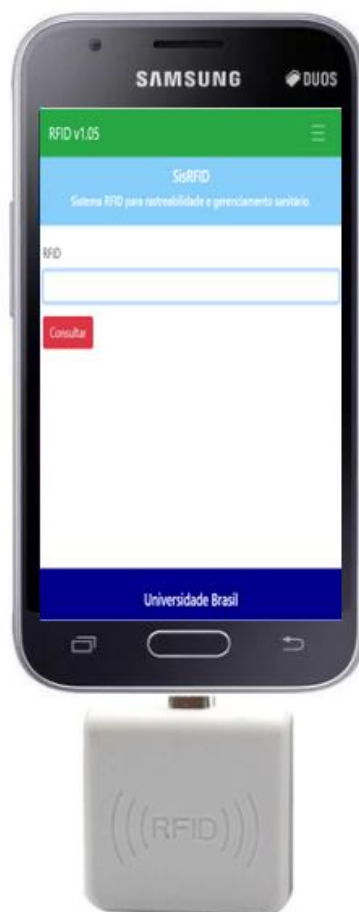 SAMSUNG DUOS
RFID v1.05
SisRFID
Sistema RFID para rastreabilidade e gerenciamento sanitário.
RFID
Consultar
Universidade Brasil
(((RFID)))